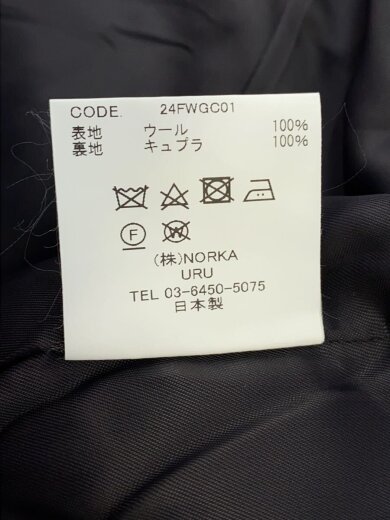 CODE. 24FWGC01
表地 ウール 100%
裏地 キュプラ 100%
F W
(株)NORKA
URU
TEL 03-6450-5075
日本製